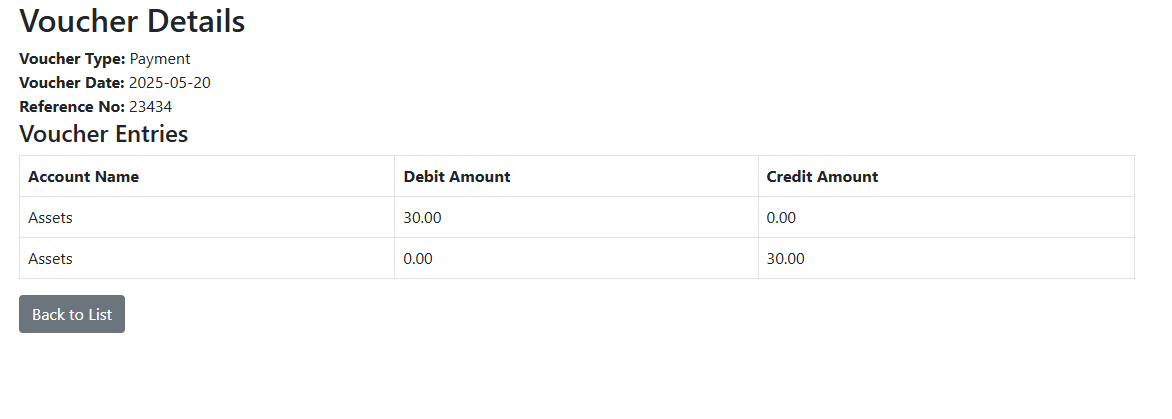 Voucher Details
Voucher Type: Payment
Voucher Date: 2025-05-20
Reference No: 23434
Voucher Entries
Account Name Debit Amount Credit Amount
Assets 30.00 0.00
Assets 0.00 30.00
Back to List